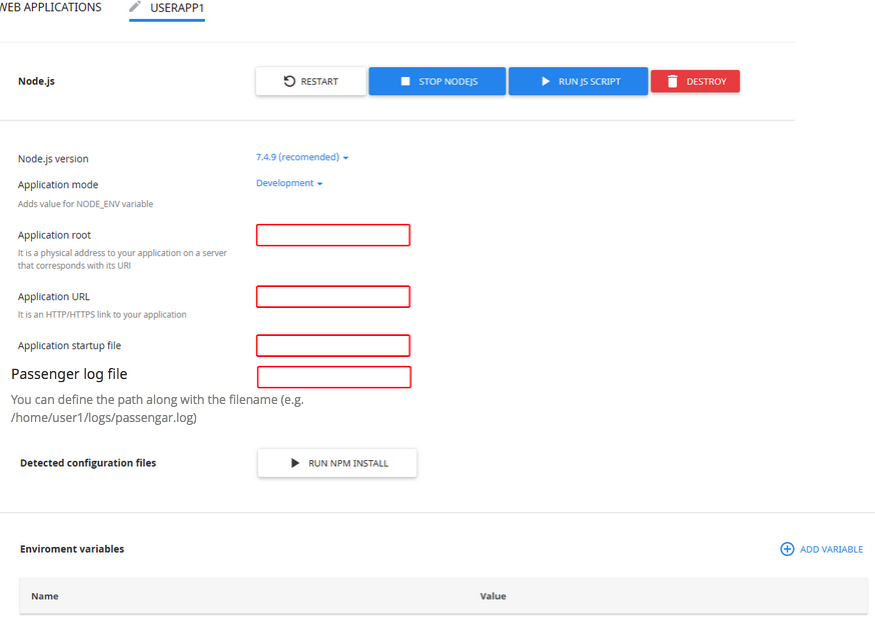 WEB APPLICATIONS USERAPP1
Node.js RESTART STOP NODEJS RUN JS SCRIPT DESTROY
Node.js version 7.4.9 (recomended)
Application mode Development
Adds value for NODE_ENV variable
Application root
It is a physical address to your application on a server
that corresponds with its URI
Application URL
It is an HTTP/HTTPS link to your application
Application startup file
Passenger log file
You can define the path along with the filename (e.g.
/home/user1/logs/passengar.log)
Detected configuration files RUN NPM INSTALL
Enviroment variables ADD VARIABLE
Name Value